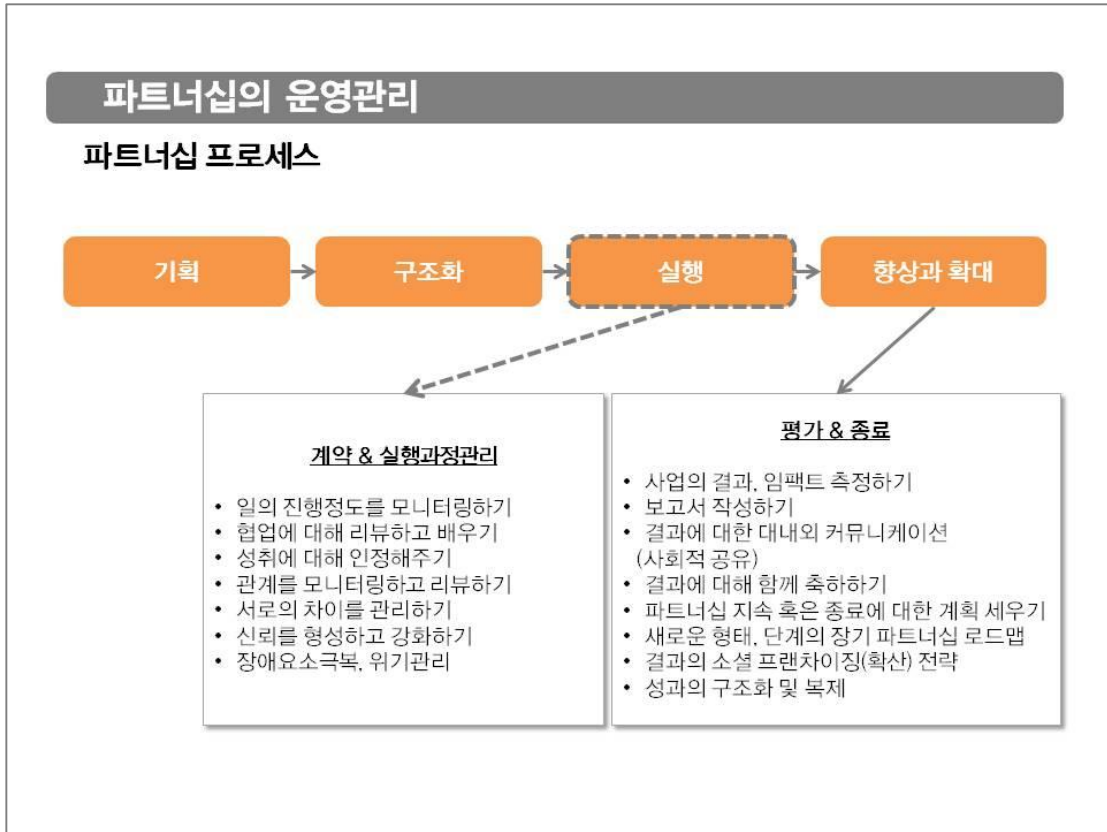 파트너십의 운영관리
파트너십 프로세스
기획
구조화
실행
향상과 확대
계약 & 실행과정관리
• 일의 진행정도를 모니터링하기
• 협업에 대해 리뷰하고 배우기
• 성취에 대해 인정해주기
• 관계를 모니터링하고 리뷰하기
• 서로의 차이를 관리하기
• 신뢰를 형성하고 강화하기
• 장애요소극복, 위기관리
평가 & 종료
• 사업의 결과, 임팩트 측정하기
• 보고서 작성하기
• 결과에 대한 대내외 커뮤니케이션
(사회적 공유)
• 결과에 대해 함께 축하하기
• 파트너십 지속 혹은 종료에 대한 계획 세우기
• 새로운 형태, 단계의 장기 파트너십 로드맵
• 결과의 소셜 프랜차이징(확산) 전략
• 성과의 구조화 및 복제